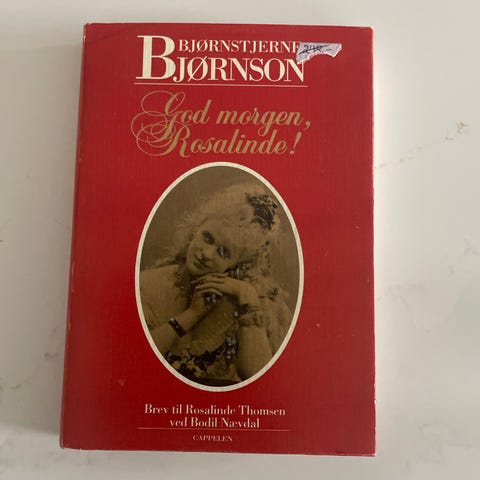 BJØRNSTJERNE
BJØRNSON
God morgen,
Rosalinde!
Brev til Rosalinde Thomsen
ved Bodil Nævdal
CAPPELEN